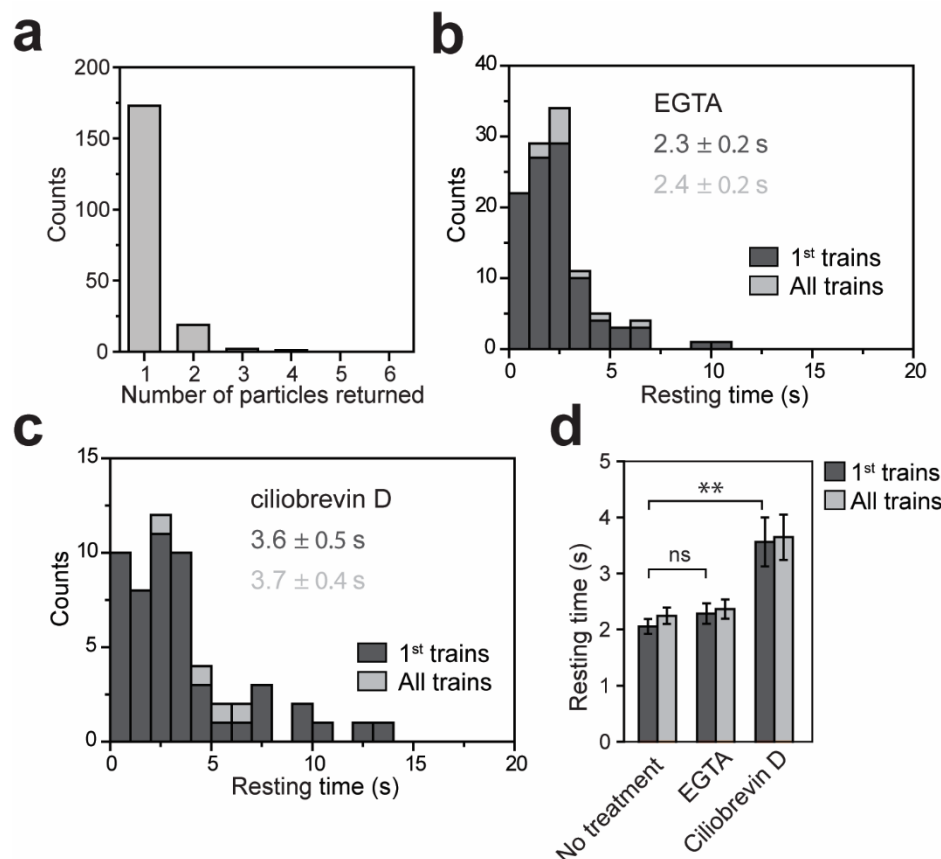 a
200
150
100
50
0
Counts
1 2 3 4 5 6
Number of particles returned
b
40
30
20
10
0
Counts
EGTA
2.3 ± 0.2 s
2.4 ± 0.2 s
1st trains
All trains
0 5 10 15 20
Resting time (s)
c
15
10
5
0
Counts
ciliobrevin D
3.6 ± 0.5 s
3.7 ± 0.4 s
1st trains
All trains
0 5 10 15 20
Resting time (s)
d
5
4
3
2
1
0
Resting time (s)
**
ns
1st trains
All trains
No treatment
EGTA
Ciliobrevin D